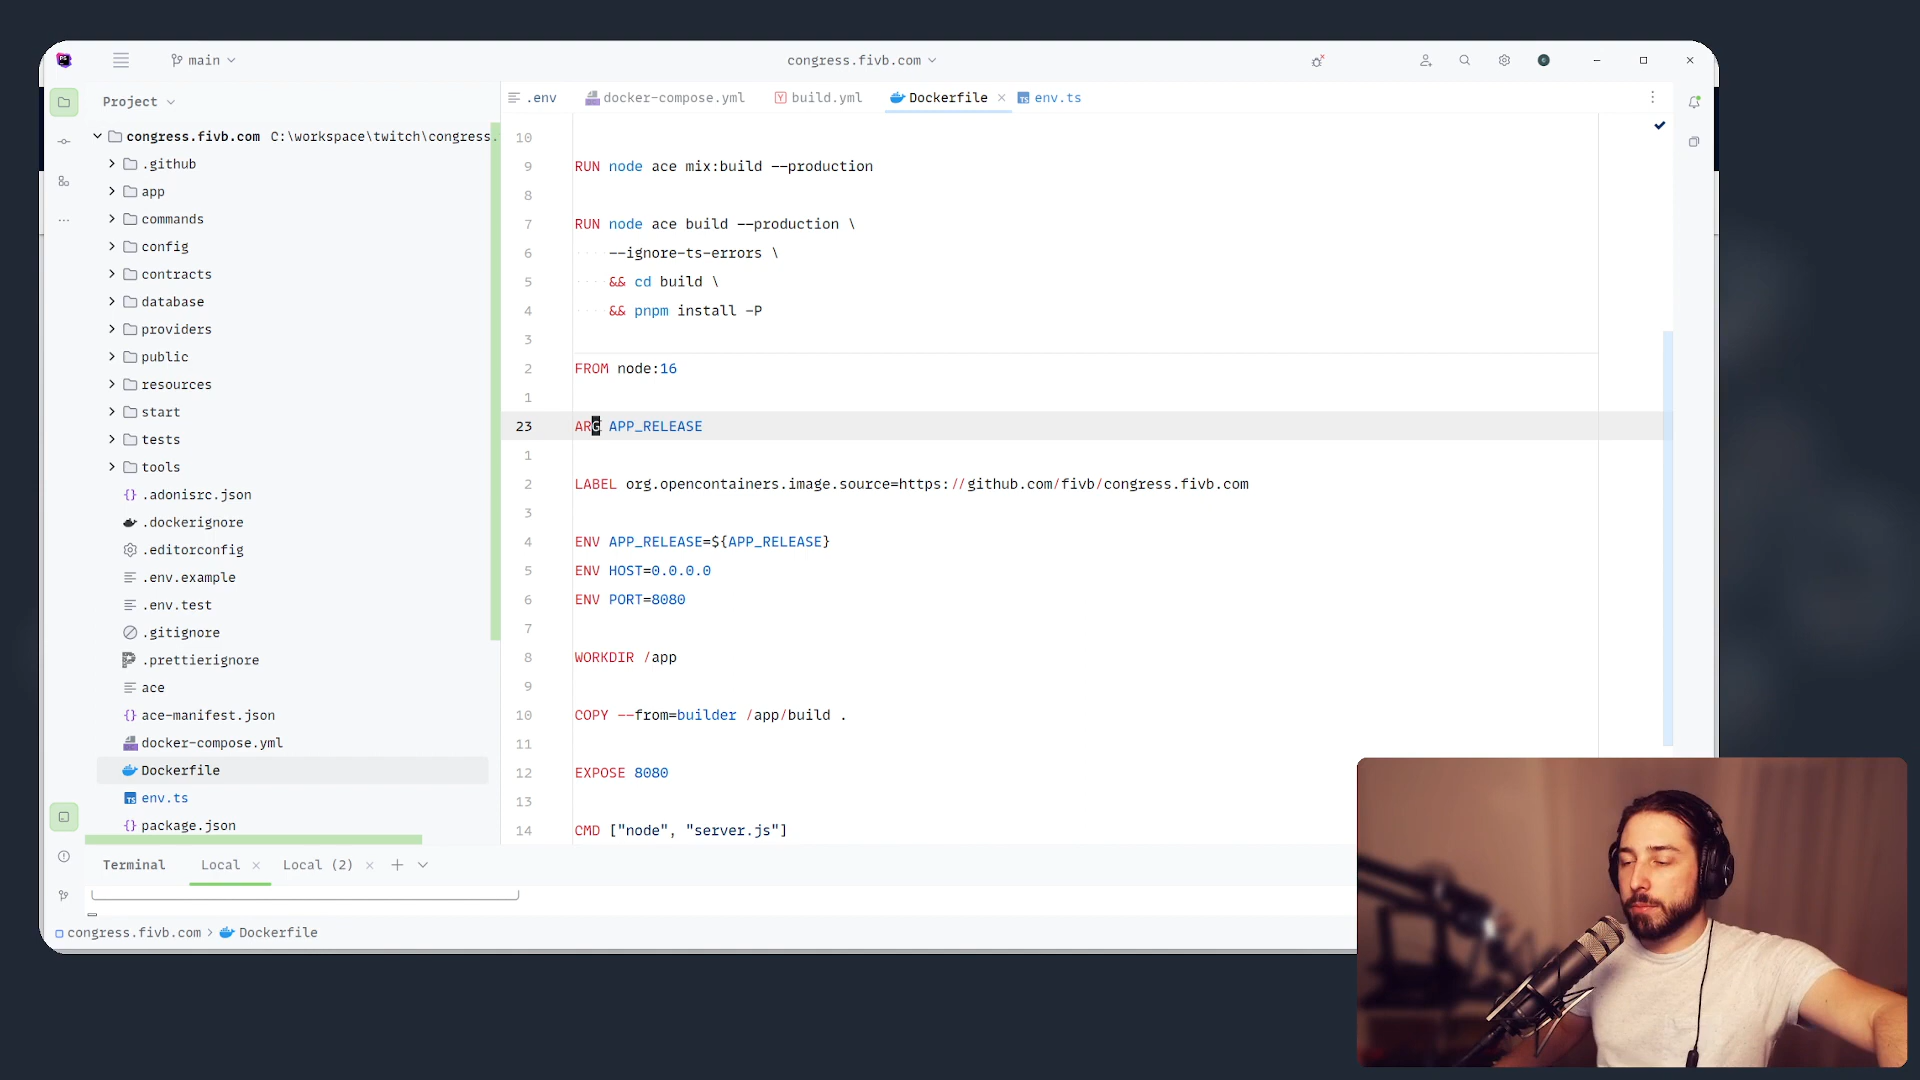 PS
main
congress.fivb.com
Project
.env
docker-compose.yml
build.yml
Dockerfile
env.ts
congress.fivb.com C:\workspace\twitch\congress.
.github
app
commands
config
contracts
database
providers
public
resources
start
tests
tools
.adonisrc.json
.dockerignore
.editorconfig
.env.example
.env.test
.gitignore
.prettierignore
ace
ace-manifest.json
docker-compose.yml
Dockerfile
env.ts
package.json
10
9 RUN node ace mix:build --production
8
7 RUN node ace build --production \
6 --ignore-ts-errors \
5 && cd build \
4 && pnpm install -P
3
2 FROM node:16
1
23 ARG APP_RELEASE
1
2 LABEL org.opencontainers.image.source=https://github.com/fivb/congress.fivb.com
3
4 ENV APP_RELEASE=${APP_RELEASE}
5 ENV HOST=0.0.0.0
6 ENV PORT=8080
7
8 WORKDIR /app
9
10 COPY --from=builder /app/build .
11
12 EXPOSE 8080
13
14 CMD ["node", "server.js"]
Terminal Local Local (2)
congress.fivb.com > Dockerfile